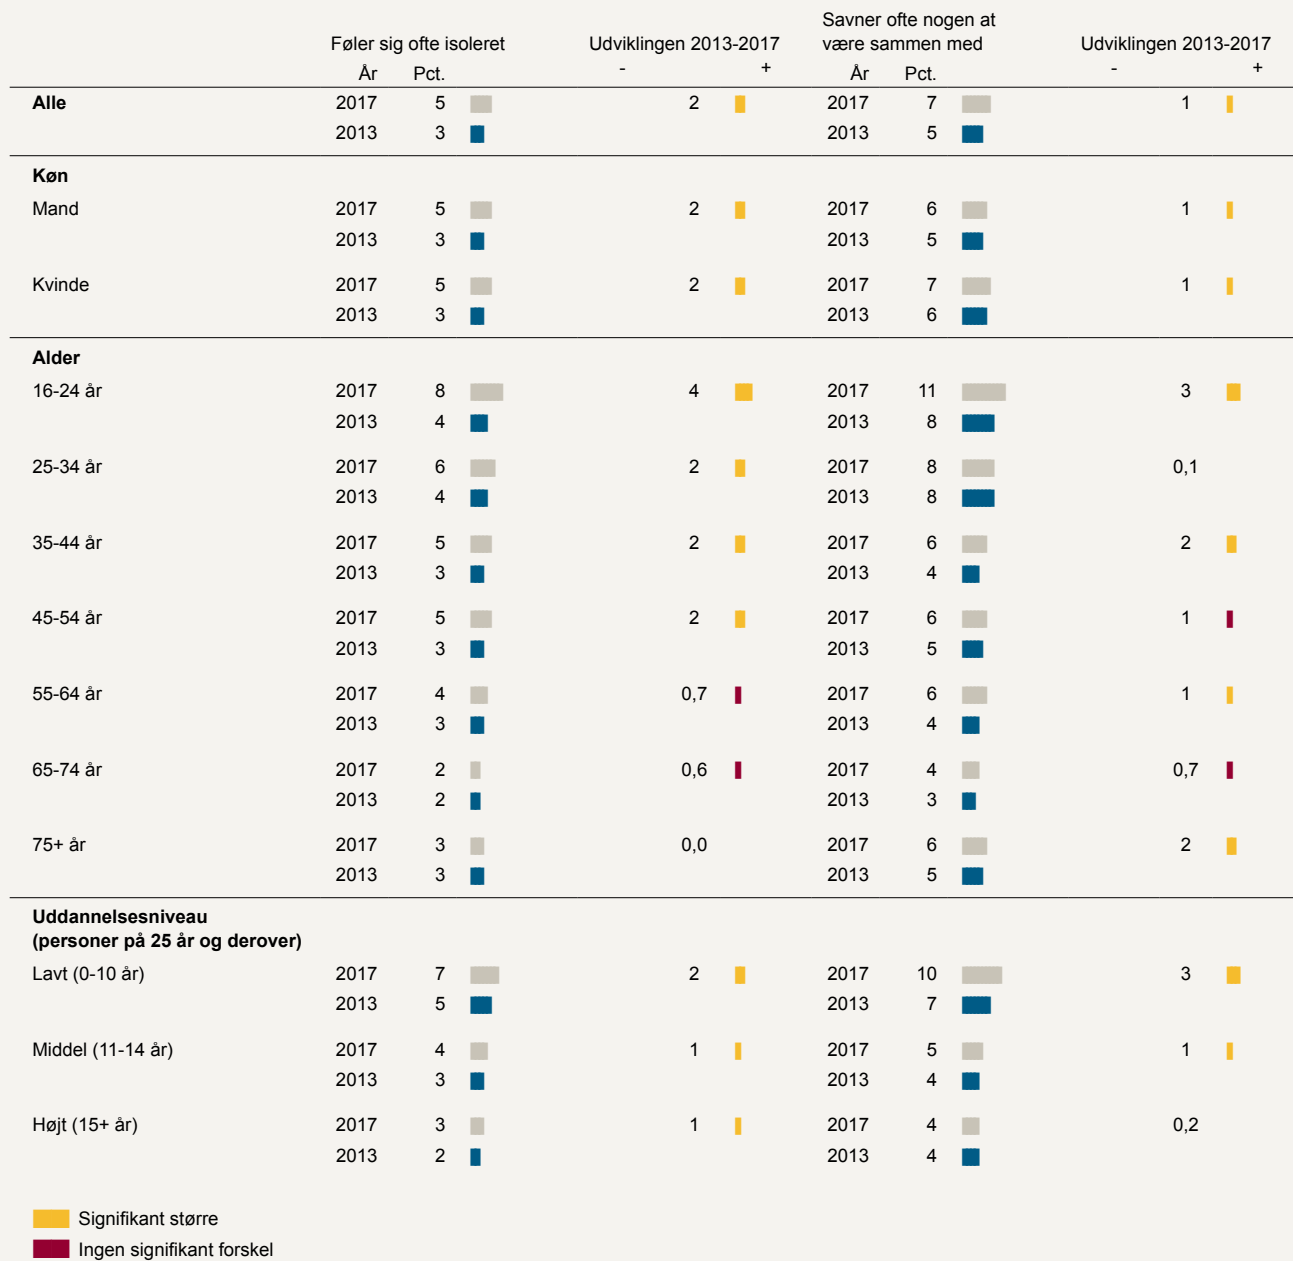 Føler sig ofte isoleret Udviklingen 2013-2017 Savner ofte nogen at være sammen med Udviklingen 2013-2017
År Pct. - + År Pct. - +
Alle 2017 5 2 2017 7 1
2013 3 2013 5
Køn
Mand 2017 5 2 2017 6 1
2013 3 2013 5
Kvinde 2017 5 2 2017 7 1
2013 3 2013 6
Alder
16-24 år 2017 8 4 2017 11 3
2013 4 2013 8
25-34 år 2017 6 2 2017 8 0,1
2013 4 2013 8
35-44 år 2017 5 2 2017 6 2
2013 3 2013 4
45-54 år 2017 5 2 2017 6 1
2013 3 2013 5
55-64 år 2017 4 0,7 2017 6 1
2013 3 2013 4
65-74 år 2017 2 0,6 2017 4 0,7
2013 2 2013 3
75+ år 2017 3 0,0 2017 6 2
2013 3 2013 5
Uddannelsesniveau
(personer på 25 år og derover)
Lavt (0-10 år) 2017 7 2 2017 10 3
2013 5 2013 7
Middel (11-14 år) 2017 4 1 2017 5 1
2013 3 2013 4
Højt (15+ år) 2017 3 1 2017 4 0,2
2013 2 2013 4
Signifikant større
Ingen signifikant forskel